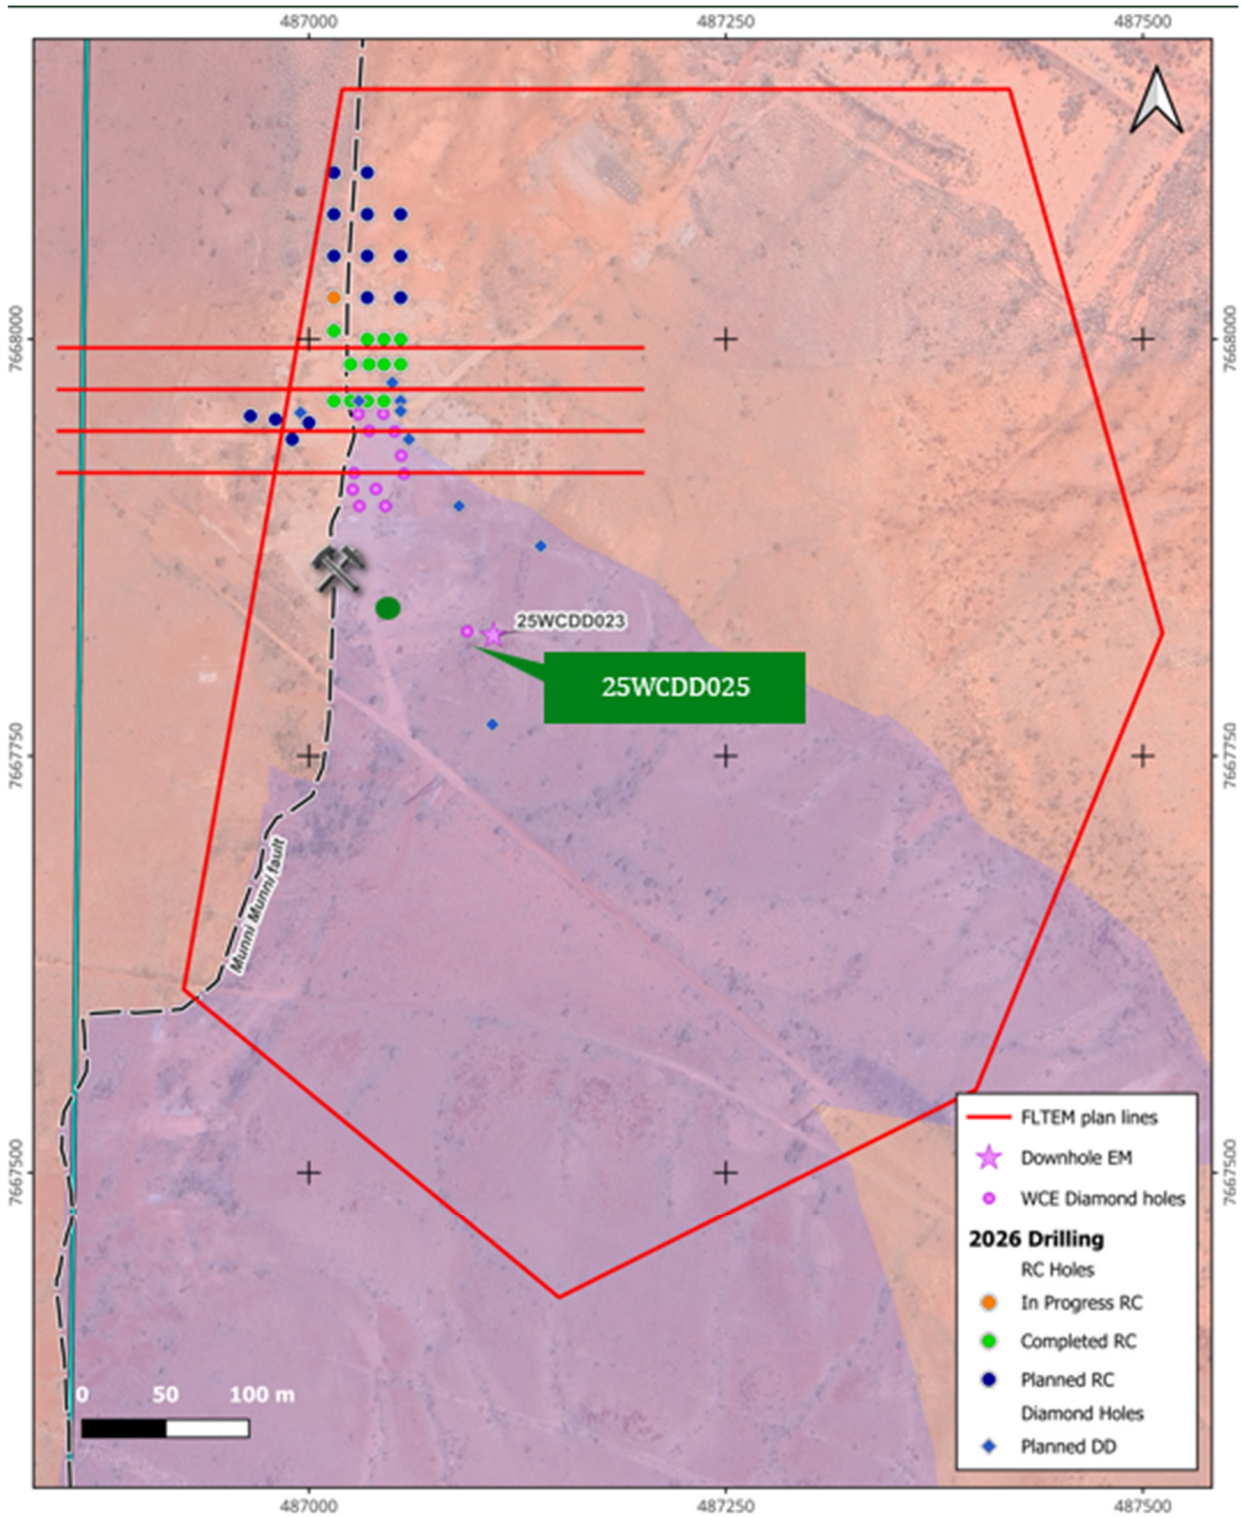 487000
487250
487500
7668000
7668000
25WCDD023
25WCDD025
7667750
7667750
Munni Munni fault
7667500
7667500
FLTEM plan lines
Downhole EM
WCE Diamond holes
2026 Drilling
RC Holes
In Progress RC
Completed RC
Planned RC
Diamond Holes
Planned DD
0 50 100 m
487000
487250
487500